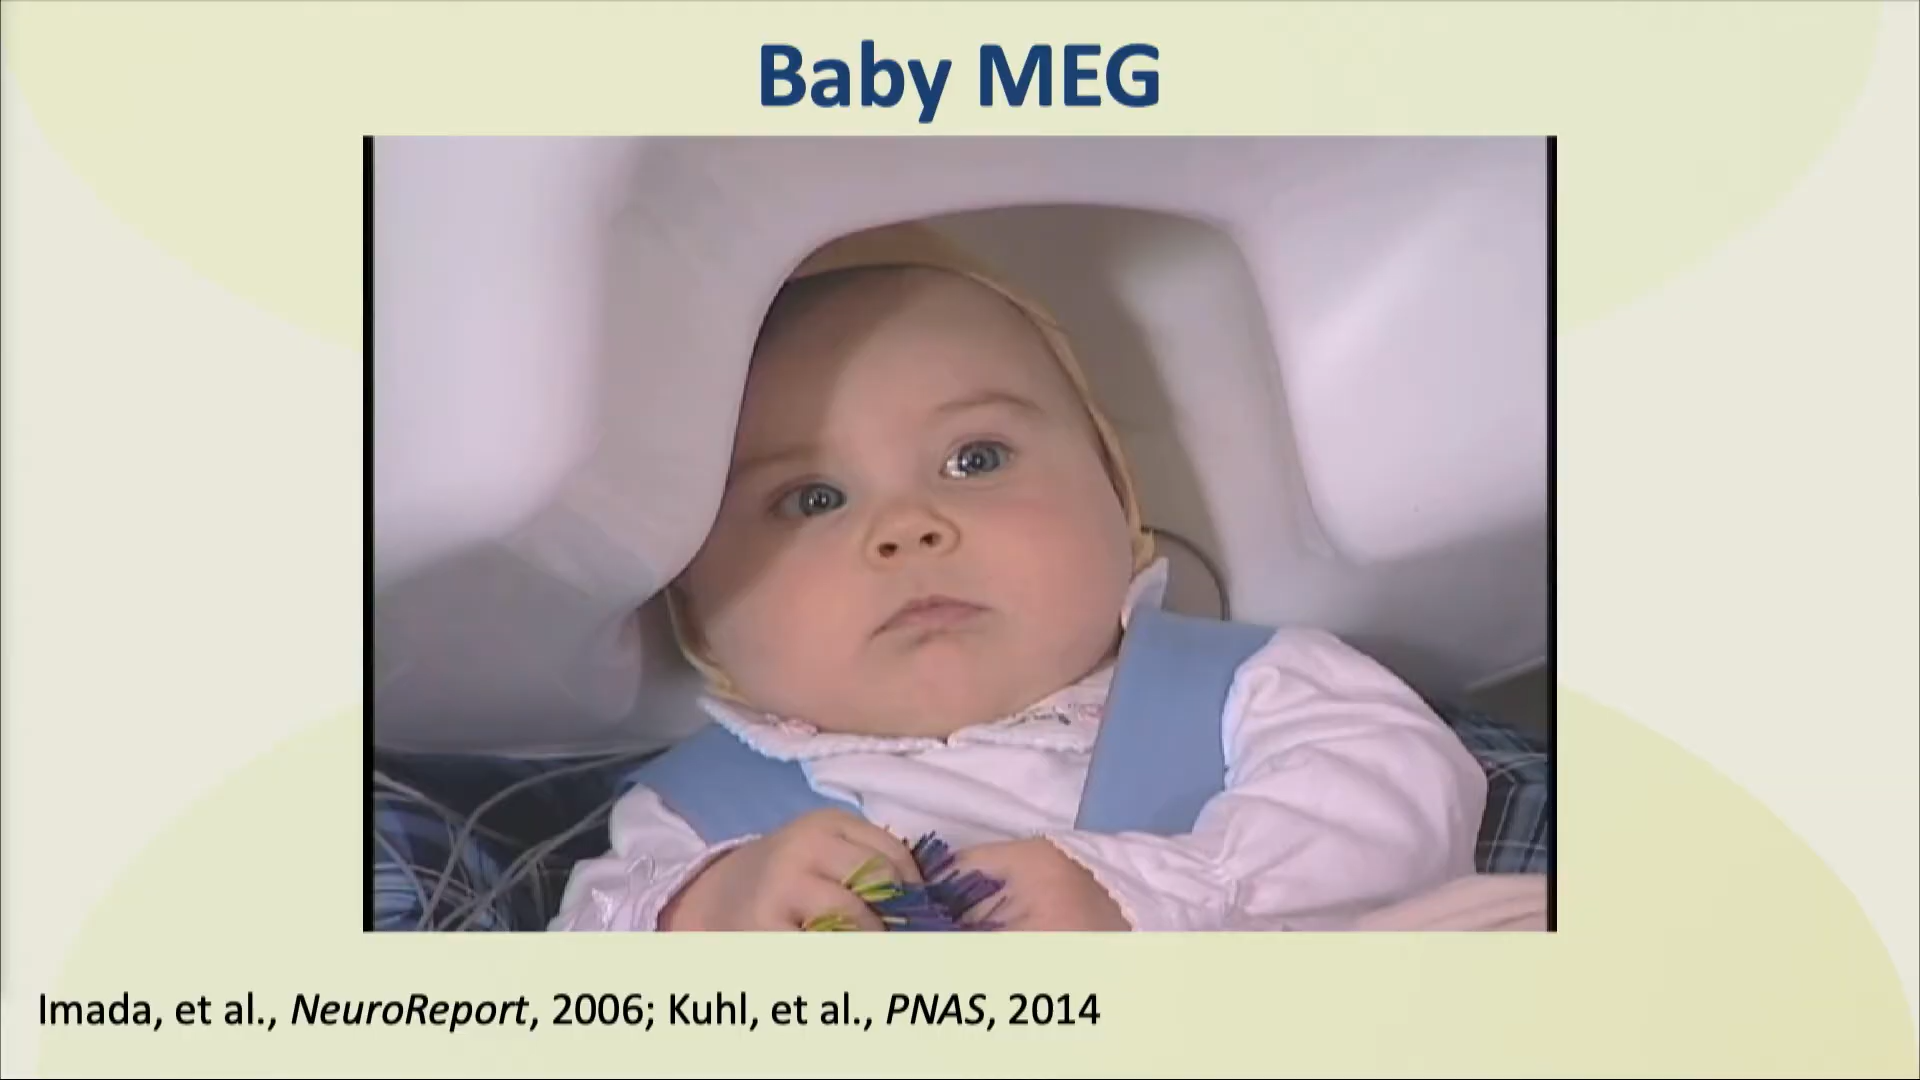 Baby MEG
Imada, et al., NeuroReport, 2006; Kuhl, et al., PNAS, 2014